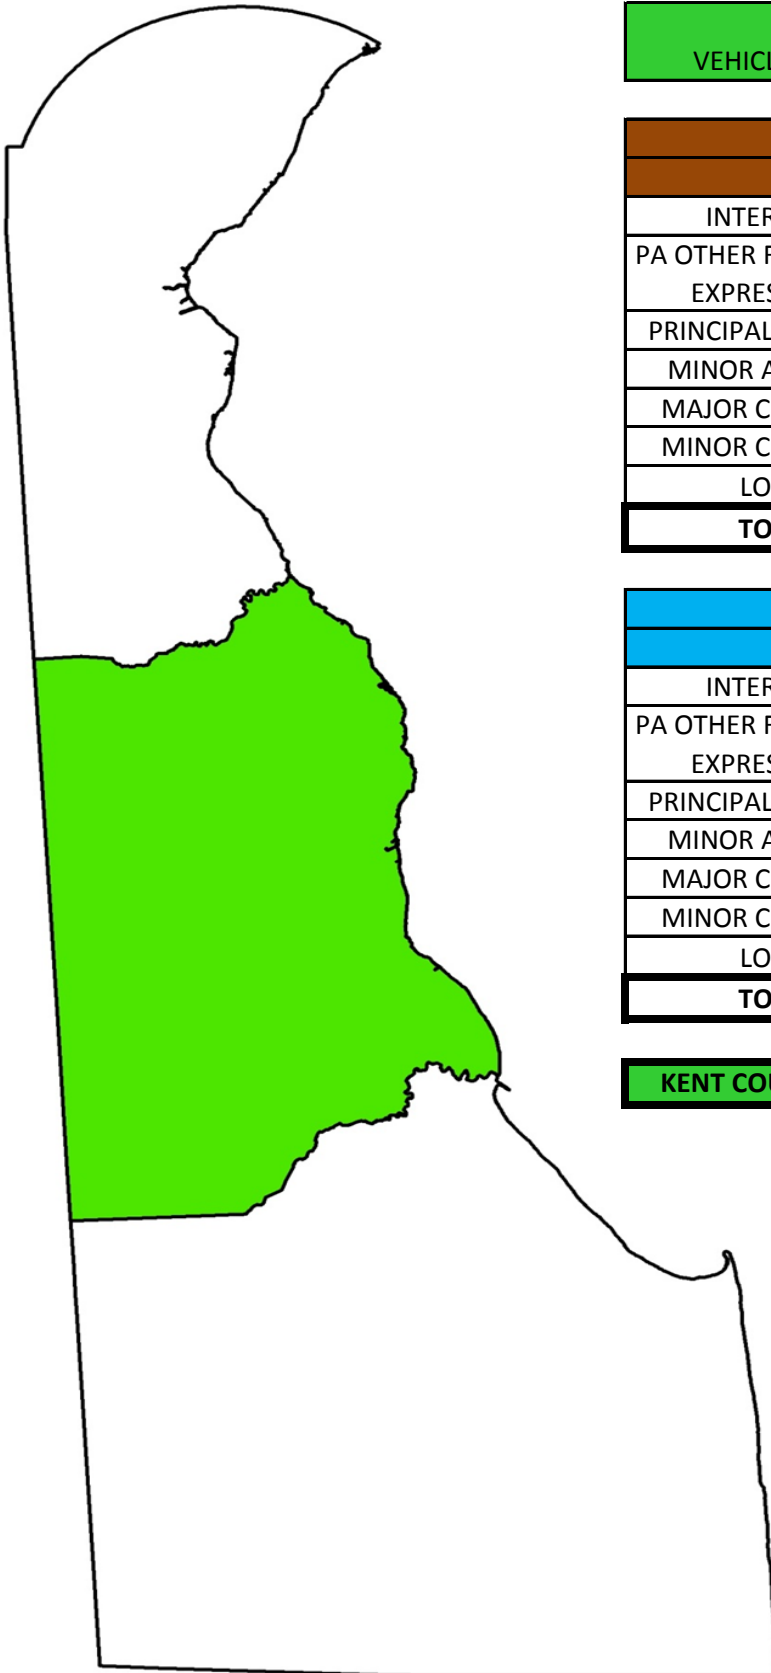 VEHICL
INTER
PA OTHER F
EXPRES
PRINCIPAL
MINOR A
MAJOR C
MINOR C
LO
TO
INTER
PA OTHER F
EXPRES
PRINCIPAL
MINOR A
MAJOR C
MINOR C
LO
TO
KENT COU